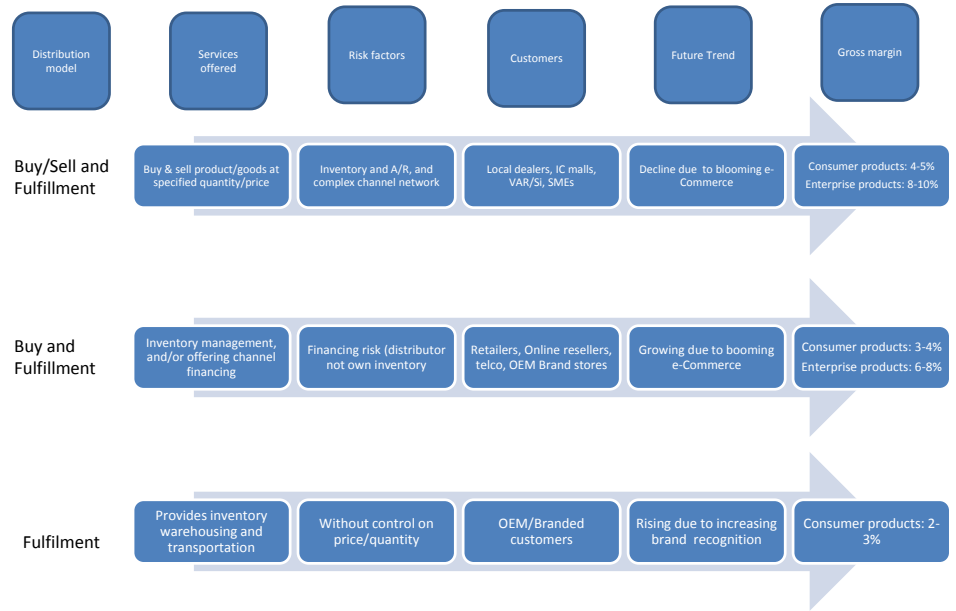 Distribution
model
Services
offered
Risk factors
Customers
Future Trend
Gross margin
Buy/Sell and
Fulfillment
Buy & sell product/goods at
specified quantity/price
Inventory and A/R, and
complex channel network
Local dealers, IC malls,
VAR/Si, SMEs
Decline due to blooming e-
Commerce
Consumer products: 4-5%
Enterprise products: 8-10%
Buy and
Fulfillment
Inventory management,
and/or offering channel
financing
Financing risk (distributor
not own inventory
Retailers, Online resellers,
telco, OEM Brand stores
Growing due to booming
e-Commerce
Consumer products: 3-4%
Enterprise products: 6-8%
Fulfilment
Provides inventory
warehousing and
transportation
Without control on
price/quantity
OEM/Branded
customers
Rising due to increasing
brand recognition
Consumer products: 2-
3%